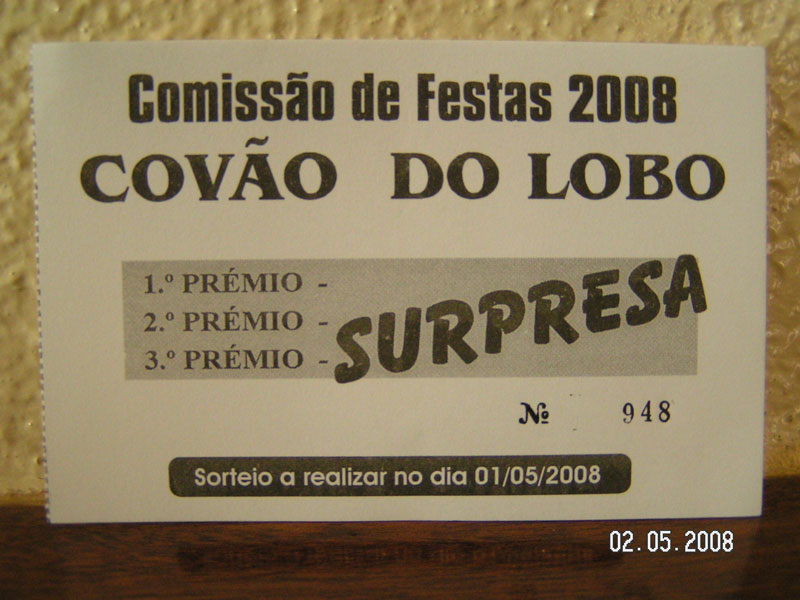 Comissão de Festas 2008
COVÃO DO LOBO
1.º PRÉMIO -
2.º PRÉMIO -
3.º PRÉMIO -
SURPRESA
Nº 948
Sorteio a realizar no dia 01/05/2008
02.05.2008